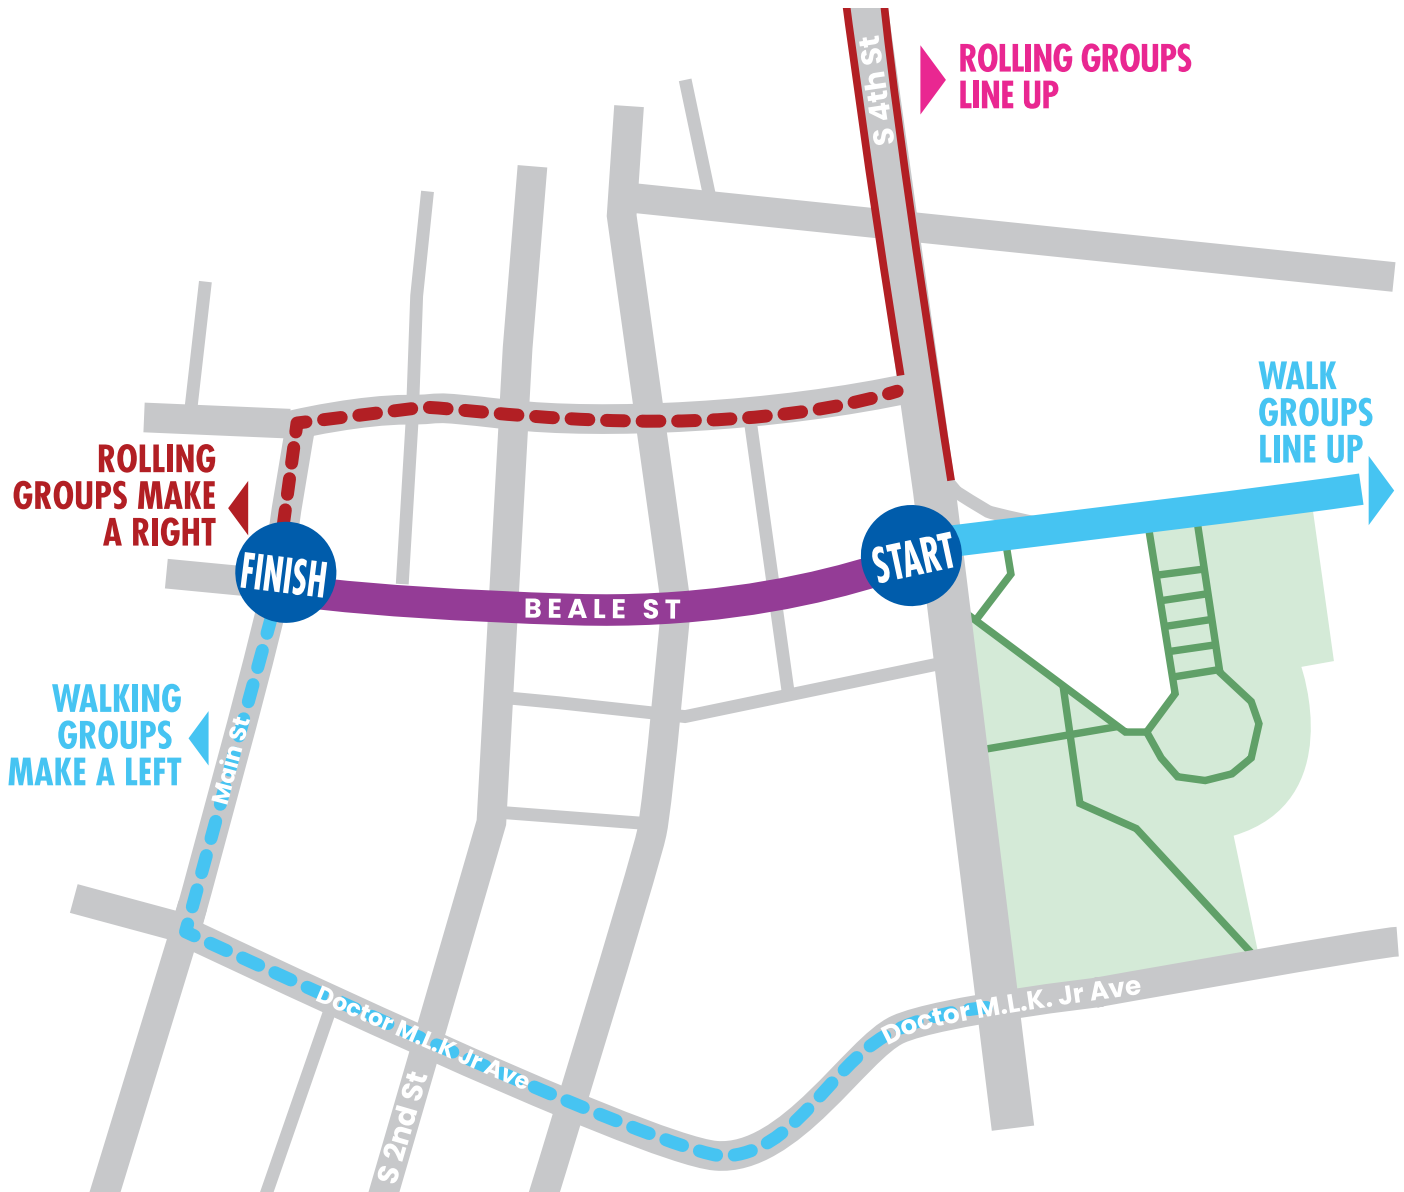 S 4th St
ROLLING GROUPS
LINE UP
WALK
GROUPS
LINE UP
ROLLING
GROUPS MAKE
A RIGHT
FINISH
START
BEALE ST
WALKING
GROUPS
MAKE A LEFT
Main St
Doctor M.L.K Jr Ave
Doctor M.L.K. Jr Ave
S 2nd St